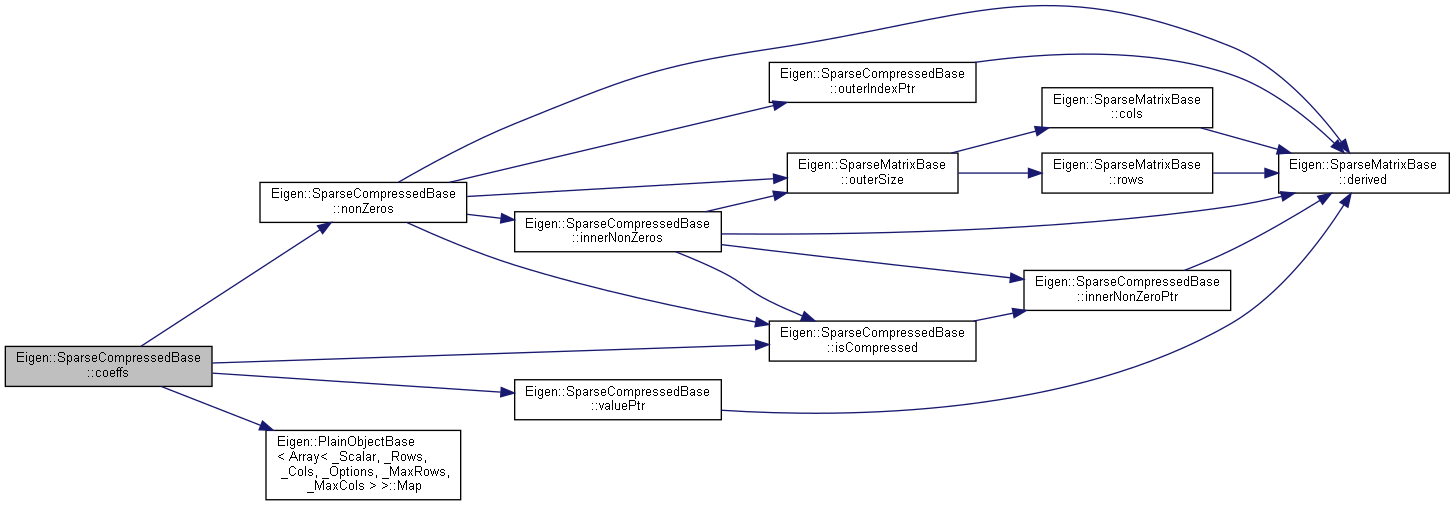 Eigen::SparseCompressedBase
::outerIndexPtr
Eigen::SparseMatrixBase
::cols
Eigen::SparseMatrixBase
::outerSize
Eigen::SparseMatrixBase
::rows
Eigen::SparseMatrixBase
::derived
Eigen::SparseCompressedBase
::nonZeros
Eigen::SparseCompressedBase
::innerNonZeros
Eigen::SparseCompressedBase
::innerNonZeroPtr
Eigen::SparseCompressedBase
::isCompressed
Eigen::SparseCompressedBase
::coeffs
Eigen::SparseCompressedBase
::valuePtr
Eigen::PlainObjectBase
< Array< _Scalar, _Rows,
_Cols, _Options, _MaxRows,
_MaxCols > >::Map